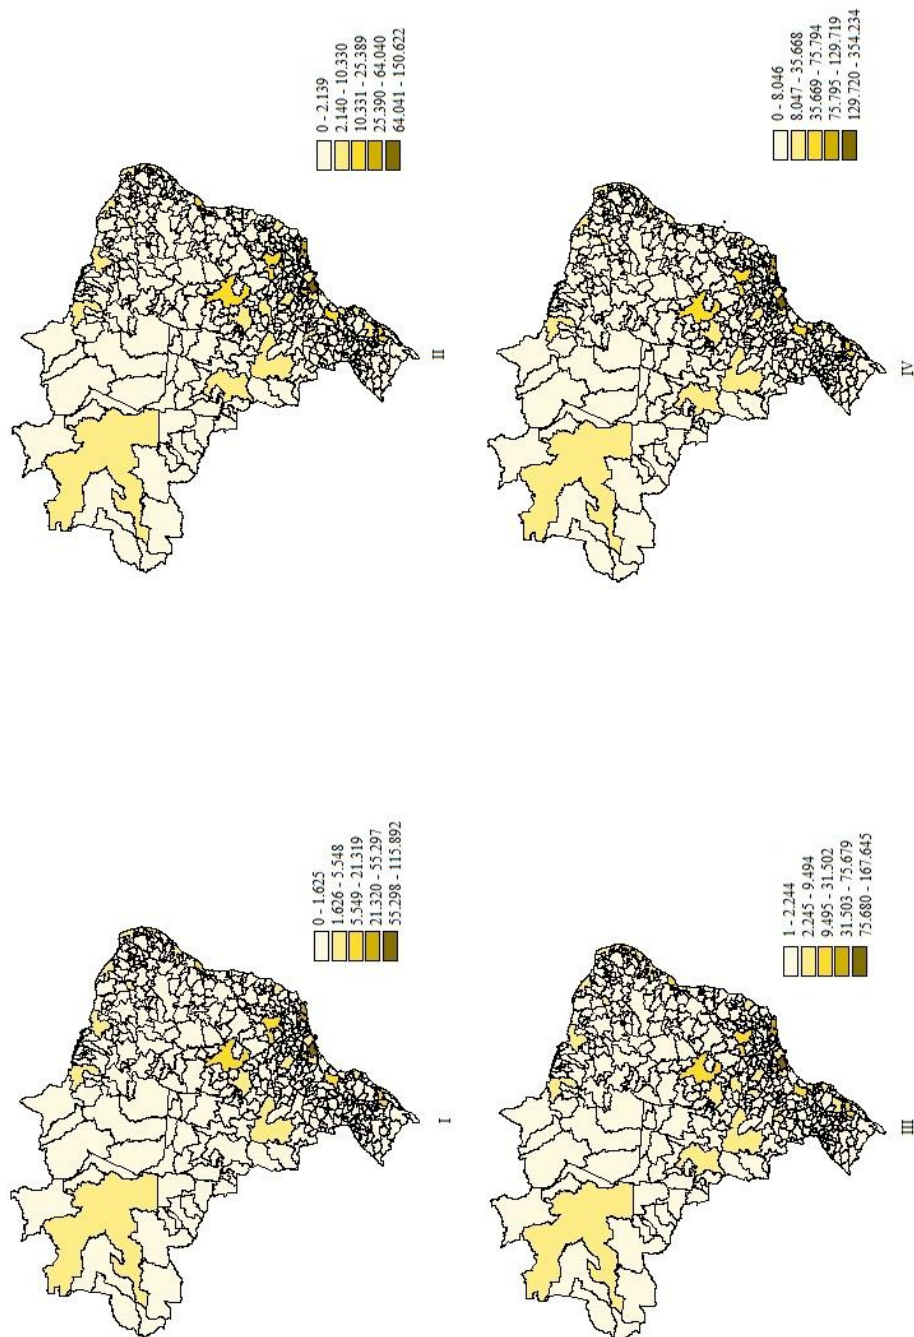 0 - 1.625
1.626 - 5.548
5.549 - 21.319
21.320 - 55.297
55.298 - 115.892
I
0 - 2.139
2.140 - 10.330
10.331 - 25.389
25.390 - 64.040
64.041 - 150.622
II
1 - 2.244
2.245 - 9.494
9.495 - 31.502
31.503 - 75.679
75.680 - 167.645
III
0 - 8.046
8.047 - 35.668
35.669 - 75.794
75.795 - 129.719
129.720 - 354.234
IV